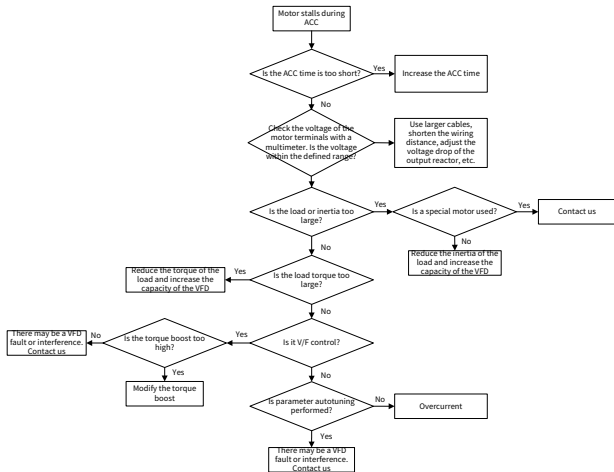 Motor stalls during
ACC
Is the ACC time is too short?
Yes
Increase the ACC time
No
Check the voltage of the
motor terminals with a
multimeter. Is the voltage
within the defined range?
Use larger cables,
shorten the wiring
distance, adjust the
voltage drop of the
output reactor, etc.
Is the load or inertia too
large?
Yes
Is a special motor used?
Yes
Contact us
No
No
Reduce the inertia of the
load and increase the
capacity of the VFD
Reduce the torque of the
load and increase the
capacity of the VFD
Yes
Is the load torque too
large?
No
There may be a VFD
fault or interference.
Contact us
No
Is the torque boost too
high?
Yes
Is it V/F control?
Yes
No
Modify the torque
boost
Is parameter autotuning
performed?
No
Overcurrent
Yes
There may be a VFD
fault or interference.
Contact us